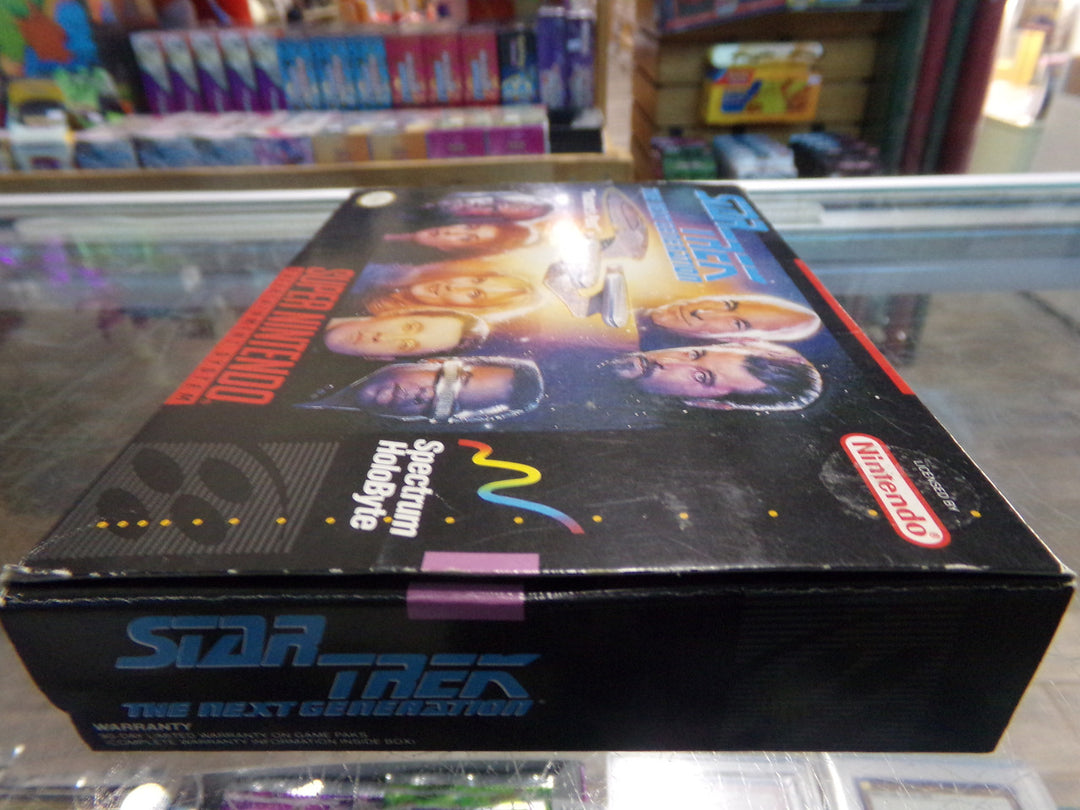 STAR TREK
THE NEXT GENERATION
SUPER NINTENDO
Spectrum
HoloByte
LICENSED BY
Nintendo®
STAR
TREK
THE NEXT GENERATION
WARRANTY
90-DAY LIMITED WARRANTY ON GAME PAKS
COMPLETE WARRANTY INFORMATION INSIDE BOX!